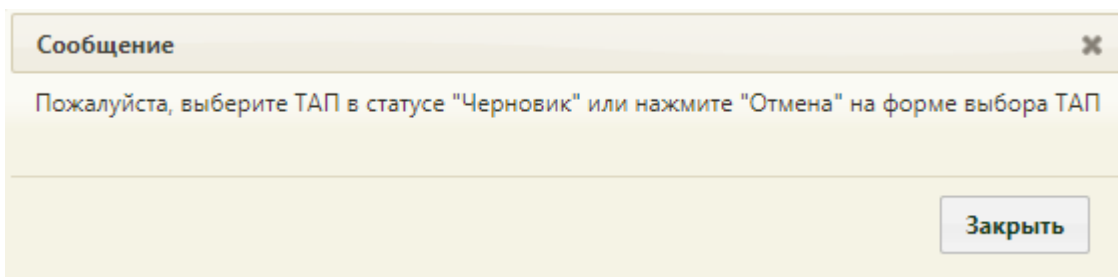 Сообщение
Пожалуйста, выберите ТАП в статусе "Черновик" или нажмите "Отмена" на форме выбора ТАП
Закрыть